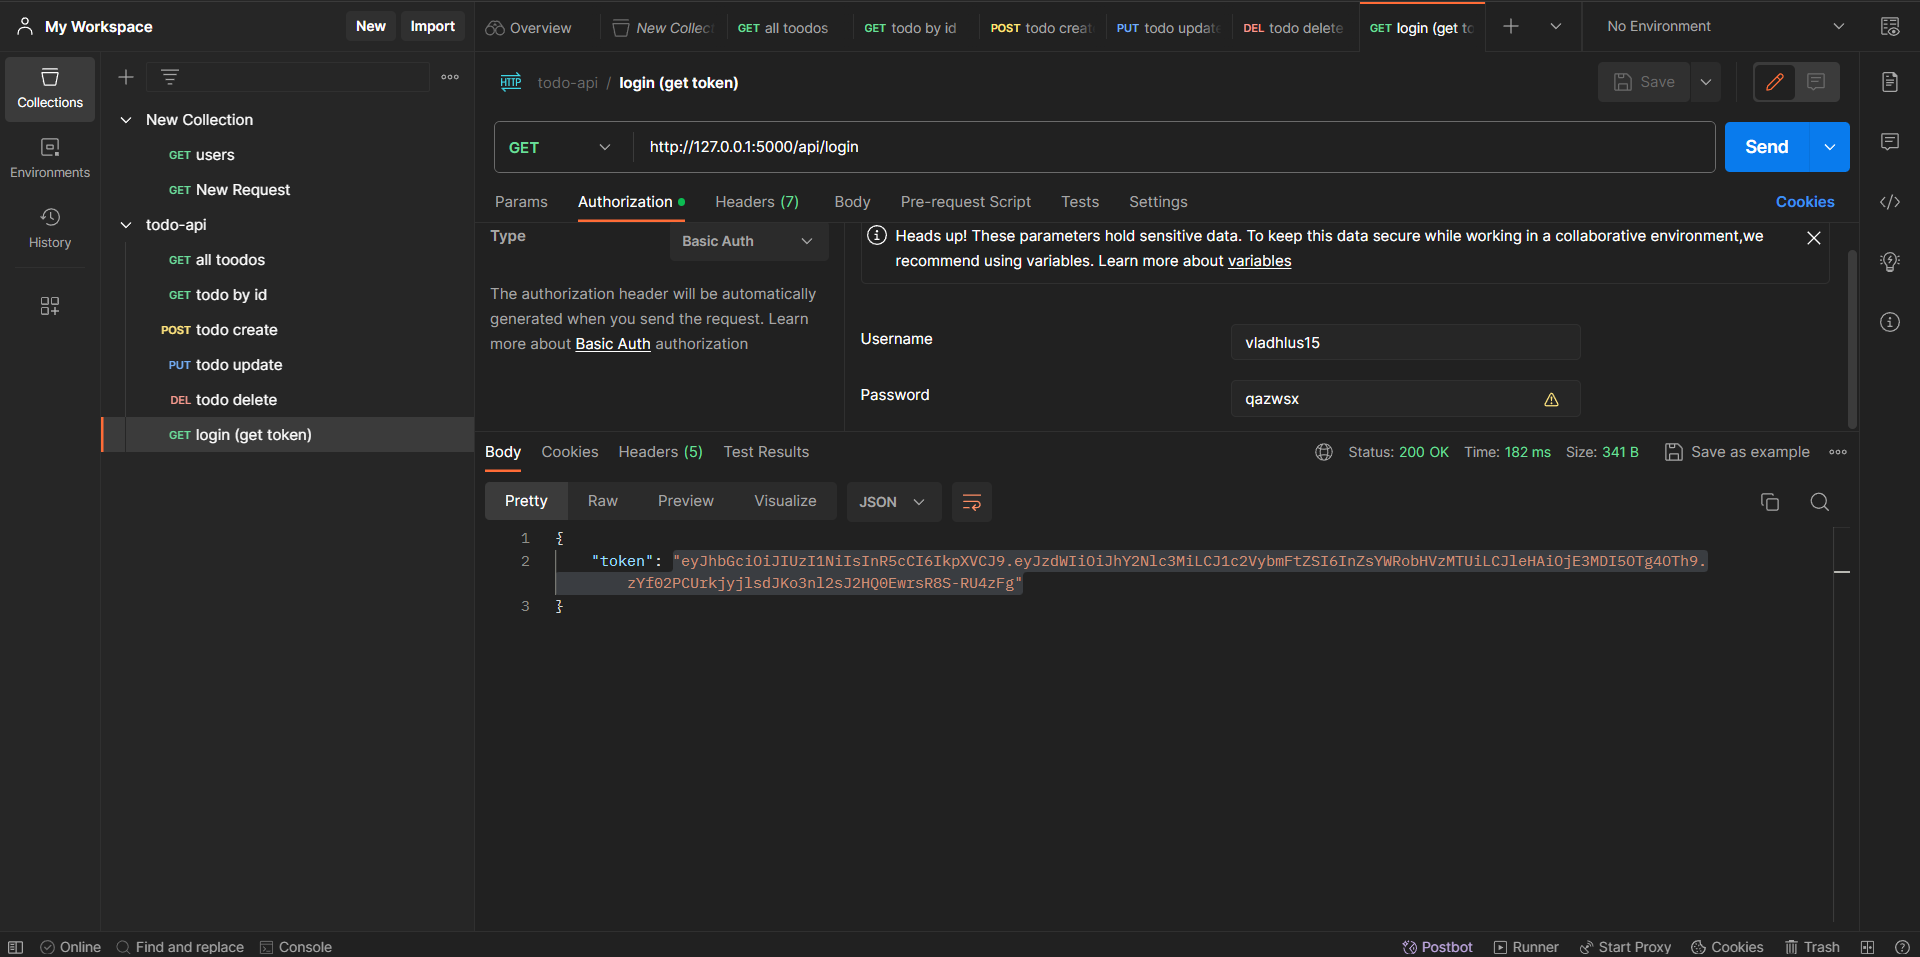 My Workspace
New
Import
Overview
New Collect
GET all toodos
GET todo by id
POST todo creat
PUT todo update
DEL todo delete
GET login (get to
No Environment
Collections
Environments
History
New Collection
GET users
GET New Request
todo-api
GET all toodos
GET todo by id
POST todo create
PUT todo update
DEL todo delete
GET login (get token)
HTTP todo-api / login (get token)
Save
GET
http://127.0.0.1:5000/api/login
Send
Params
Authorization
Headers (7)
Body
Pre-request Script
Tests
Settings
Cookies
Type
Basic Auth
The authorization header will be automatically
generated when you send the request. Learn
more about Basic Auth authorization
Heads up! These parameters hold sensitive data. To keep this data secure while working in a collaborative environment,we
recommend using variables. Learn more about variables
Username
vladhlus15
Password
qazwsx
Body
Cookies
Headers (5)
Test Results
Status: 200 OK
Time: 182 ms
Size: 341 B
Save as example
Pretty
Raw
Preview
Visualize
JSON
1 {
2 "token": "eyJhbGciOiJIUzI1NiIsInR5cCI6IkpXVCJ9.eyJzdWIiOiJhY2Nlc3MiLCJ1c2VybmFtZSI6InZsYWRobHVzMTUiLCJleHAiOjE3MDI5OTg4OTh9.
zYf02PCUrkjyjlsdJKo3nl2sJ2HQ0EwrsR8S-RU4zFg"
3 }
Online
Find and replace
Console
Postbot
Runner
Start Proxy
Cookies
Trash